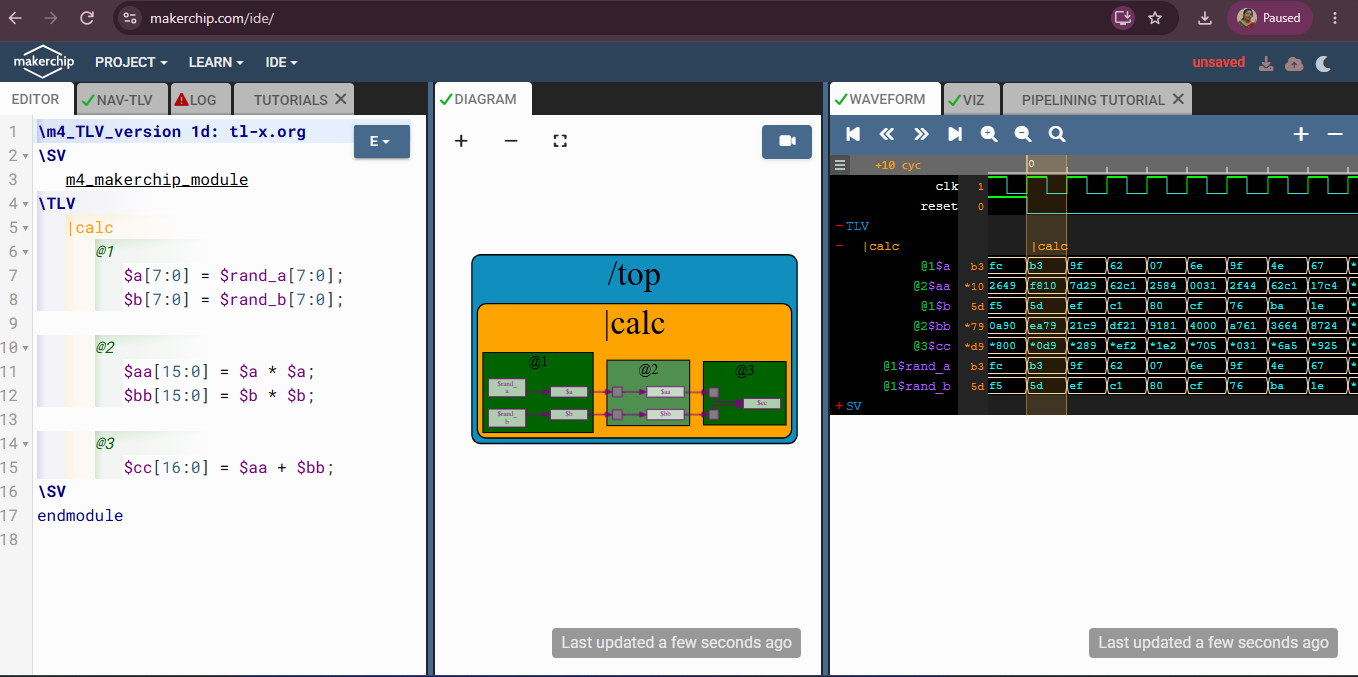 makerchip.com/ide/
Paused
makerchip PROJECT LEARN IDE unsaved
EDITOR NAV-TLV LOG TUTORIALS
1 \m4_TLV_version 1d: tl-x.org
E
2 \SV
3 m4_makerchip_module
4 \TLV
5 |calc
6 @1
7 $a[7:0] = $rand_a[7:0];
8 $b[7:0] = $rand_b[7:0];
9
10 @2
11 $aa[15:0] = $a * $a;
12 $bb[15:0] = $b * $b;
13
14 @3
15 $cc[16:0] = $aa + $bb;
16 \SV
17 endmodule
18
DIAGRAM
/top
|calc
@1 @2 @3
$rand_a $a $aa
$cc
$rand_b $b $bb
Last updated a few seconds ago
WAVEFORM VIZ PIPELINING TUTORIAL
+10 cyc 0
clk 1
reset 0
TLV
|calc |calc
@1$a b3 fc b3 9f 62 07 6e 9f 4e 67 *
@2$aa *10 2649 f810 7d29 62c1 2584 0031 2f44 62c1 17c4 *
@1$b 5d f5 5d ef c1 80 cf 76 ba 1e *
@2$bb *79 0a90 ea79 21c9 df21 9181 4000 a761 3664 8724 *
@3$cc *d9 *800 *0d9 *289 *ef2 *1e2 *705 *031 *6a5 *925 *
@1$rand_a b3 fc b3 9f 62 07 6e 9f 4e 67 *
@1$rand_b 5d f5 5d ef c1 80 cf 76 ba 1e *
SV
Last updated a few seconds ago